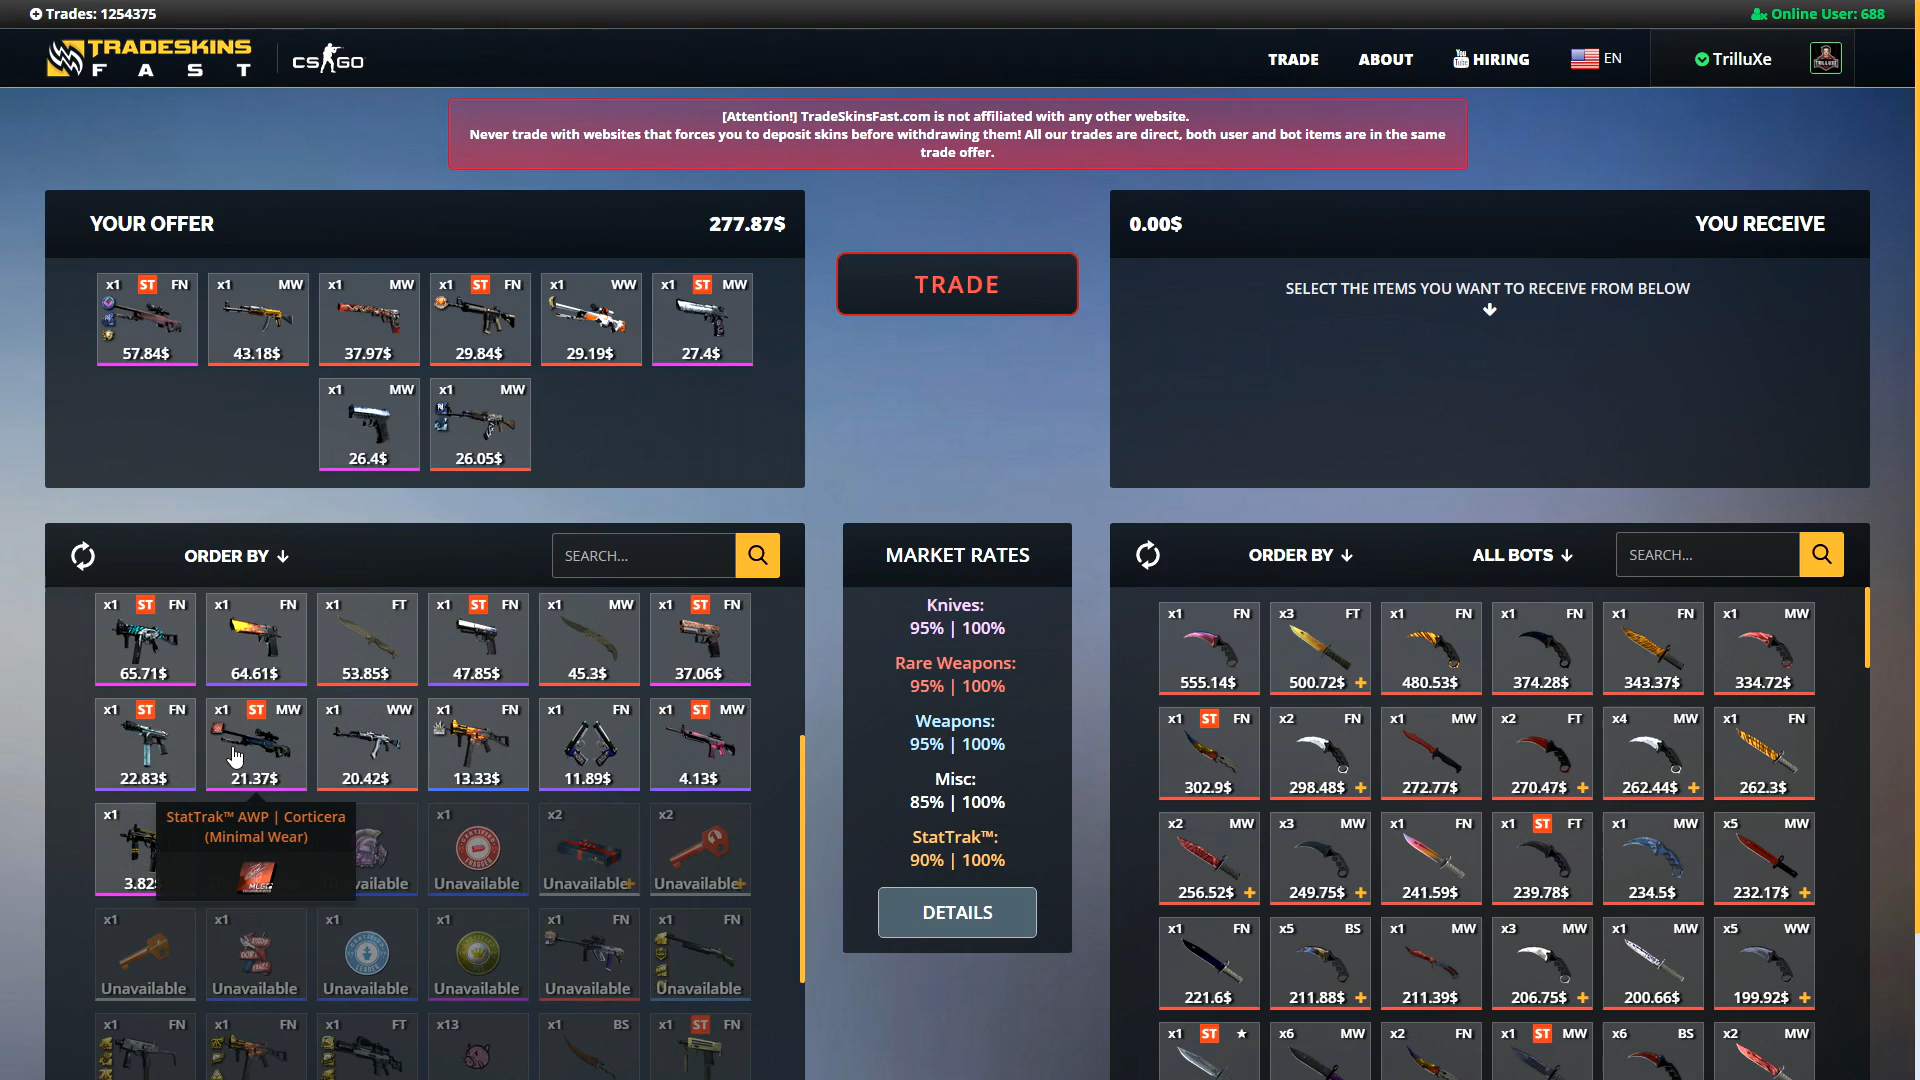 Trades: 1254375
Online User: 688
TRADESKINS
FAST
CS GO
TRADE
ABOUT
You Tube HIRING
EN
TrilluXe
[Attention!] TradeSkinsFast.com is not affiliated with any other website.
Never trade with websites that forces you to deposit skins before withdrawing them! All our trades are direct, both user and bot items are in the same
trade offer.
YOUR OFFER
277.87$
x1 ST FN
x1 MW
x1 MW
x1 ST FN
x1 WW
x1 ST MW
57.84$
43.18$
37.97$
29.84$
29.19$
27.4$
x1 MW
x1 MW
26.4$
26.05$
TRADE
0.00$
YOU RECEIVE
SELECT THE ITEMS YOU WANT TO RECEIVE FROM BELOW
ORDER BY
SEARCH...
x1 ST FN
x1 FN
x1 FT
x1 ST FN
x1 MW
x1 ST FN
65.71$
64.61$
53.85$
47.85$
45.3$
37.06$
x1 ST FN
x1 ST MW
x1 WW
x1 FN
x1 FN
x1 ST MW
22.83$
21.37$
20.42$
13.33$
11.89$
4.13$
StatTrak™ AWP | Corticera
(Minimal Wear)
MLG
x1
x1
x2
x2
3.82
vailable
Unavailable
Unavailable
Unavailable
x1
x1
x1
x1
x1 FN
x1 FN
Unavailable
Unavailable
Unavailable
Unavailable
Unavailable
Unavailable
x1 FN
x1 FN
x1 FT
x13
x1 BS
x1 ST FN
MARKET RATES
Knives:
95% | 100%
Rare Weapons:
95% | 100%
Weapons:
95% | 100%
Misc:
85% | 100%
StatTrak™:
90% | 100%
DETAILS
ORDER BY
ALL BOTS
SEARCH...
x1 FN
x3 FT
x1 FN
x1 FN
x1 FN
x1 MW
555.14$
500.72$ +
480.53$
374.28$
343.37$
334.72$
x1 ST FN
x2 FN
x1 MW
x2 FT
x4 MW
x1 FN
302.9$
298.48$ +
272.77$
270.47$ +
262.44$ +
262.3$
x2 MW
x3 MW
x1 FN
x1 ST FT
x1 MW
x5 MW
256.52$ +
249.75$ +
241.59$
239.78$
234.5$
232.17$ +
x1 FN
x5 BS
x1 MW
x3 MW
x1 MW
x5 WW
221.6$
211.88$ +
211.39$
206.75$ +
200.66$
199.92$ +
x1 ST ★
x6 MW
x2 FN
x1 ST MW
x6 BS
x2 MW